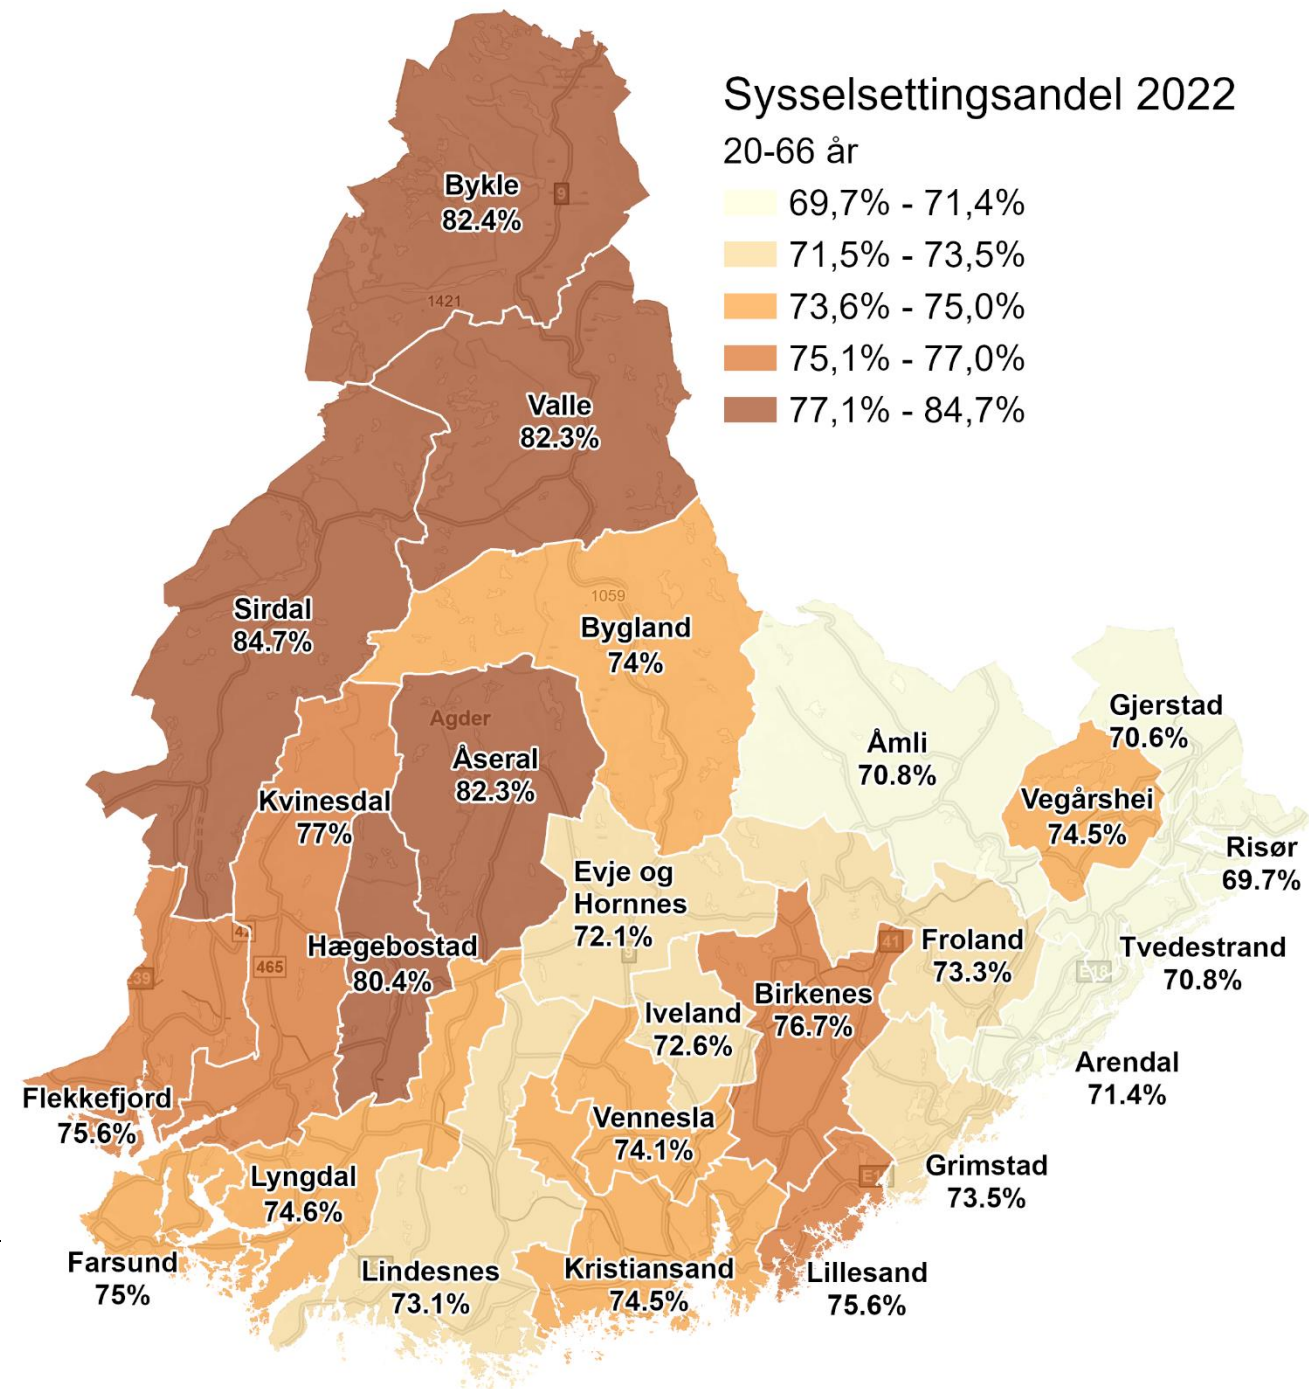 Sysselsettingsandel 2022
20-66 år
69,7% - 71,4%
71,5% - 73,5%
73,6% - 75,0%
75,1% - 77,0%
77,1% - 84,7%
Bykle
82.4%
9
1421
Valle
82.3%
Sirdal
84.7%
1059
Bygland
74%
Agder
Åseral
82.3%
Åmli
70.8%
Gjerstad
70.6%
Vegårshei
74.5%
Kvinesdal
77%
Risør
69.7%
Evje og
Hornnes
72.1%
9
Hægebostad
80.4%
465
Froland
73.3%
41
Tvedestrand
70.8%
E18
Birkenes
76.7%
Iveland
72.6%
Arendal
71.4%
Flekkefjord
75.6%
Vennesla
74.1%
Grimstad
73.5%
Lyngdal
74.6%
Farsund
75%
Lindesnes
73.1%
Kristiansand
74.5%
Lillesand
75.6%